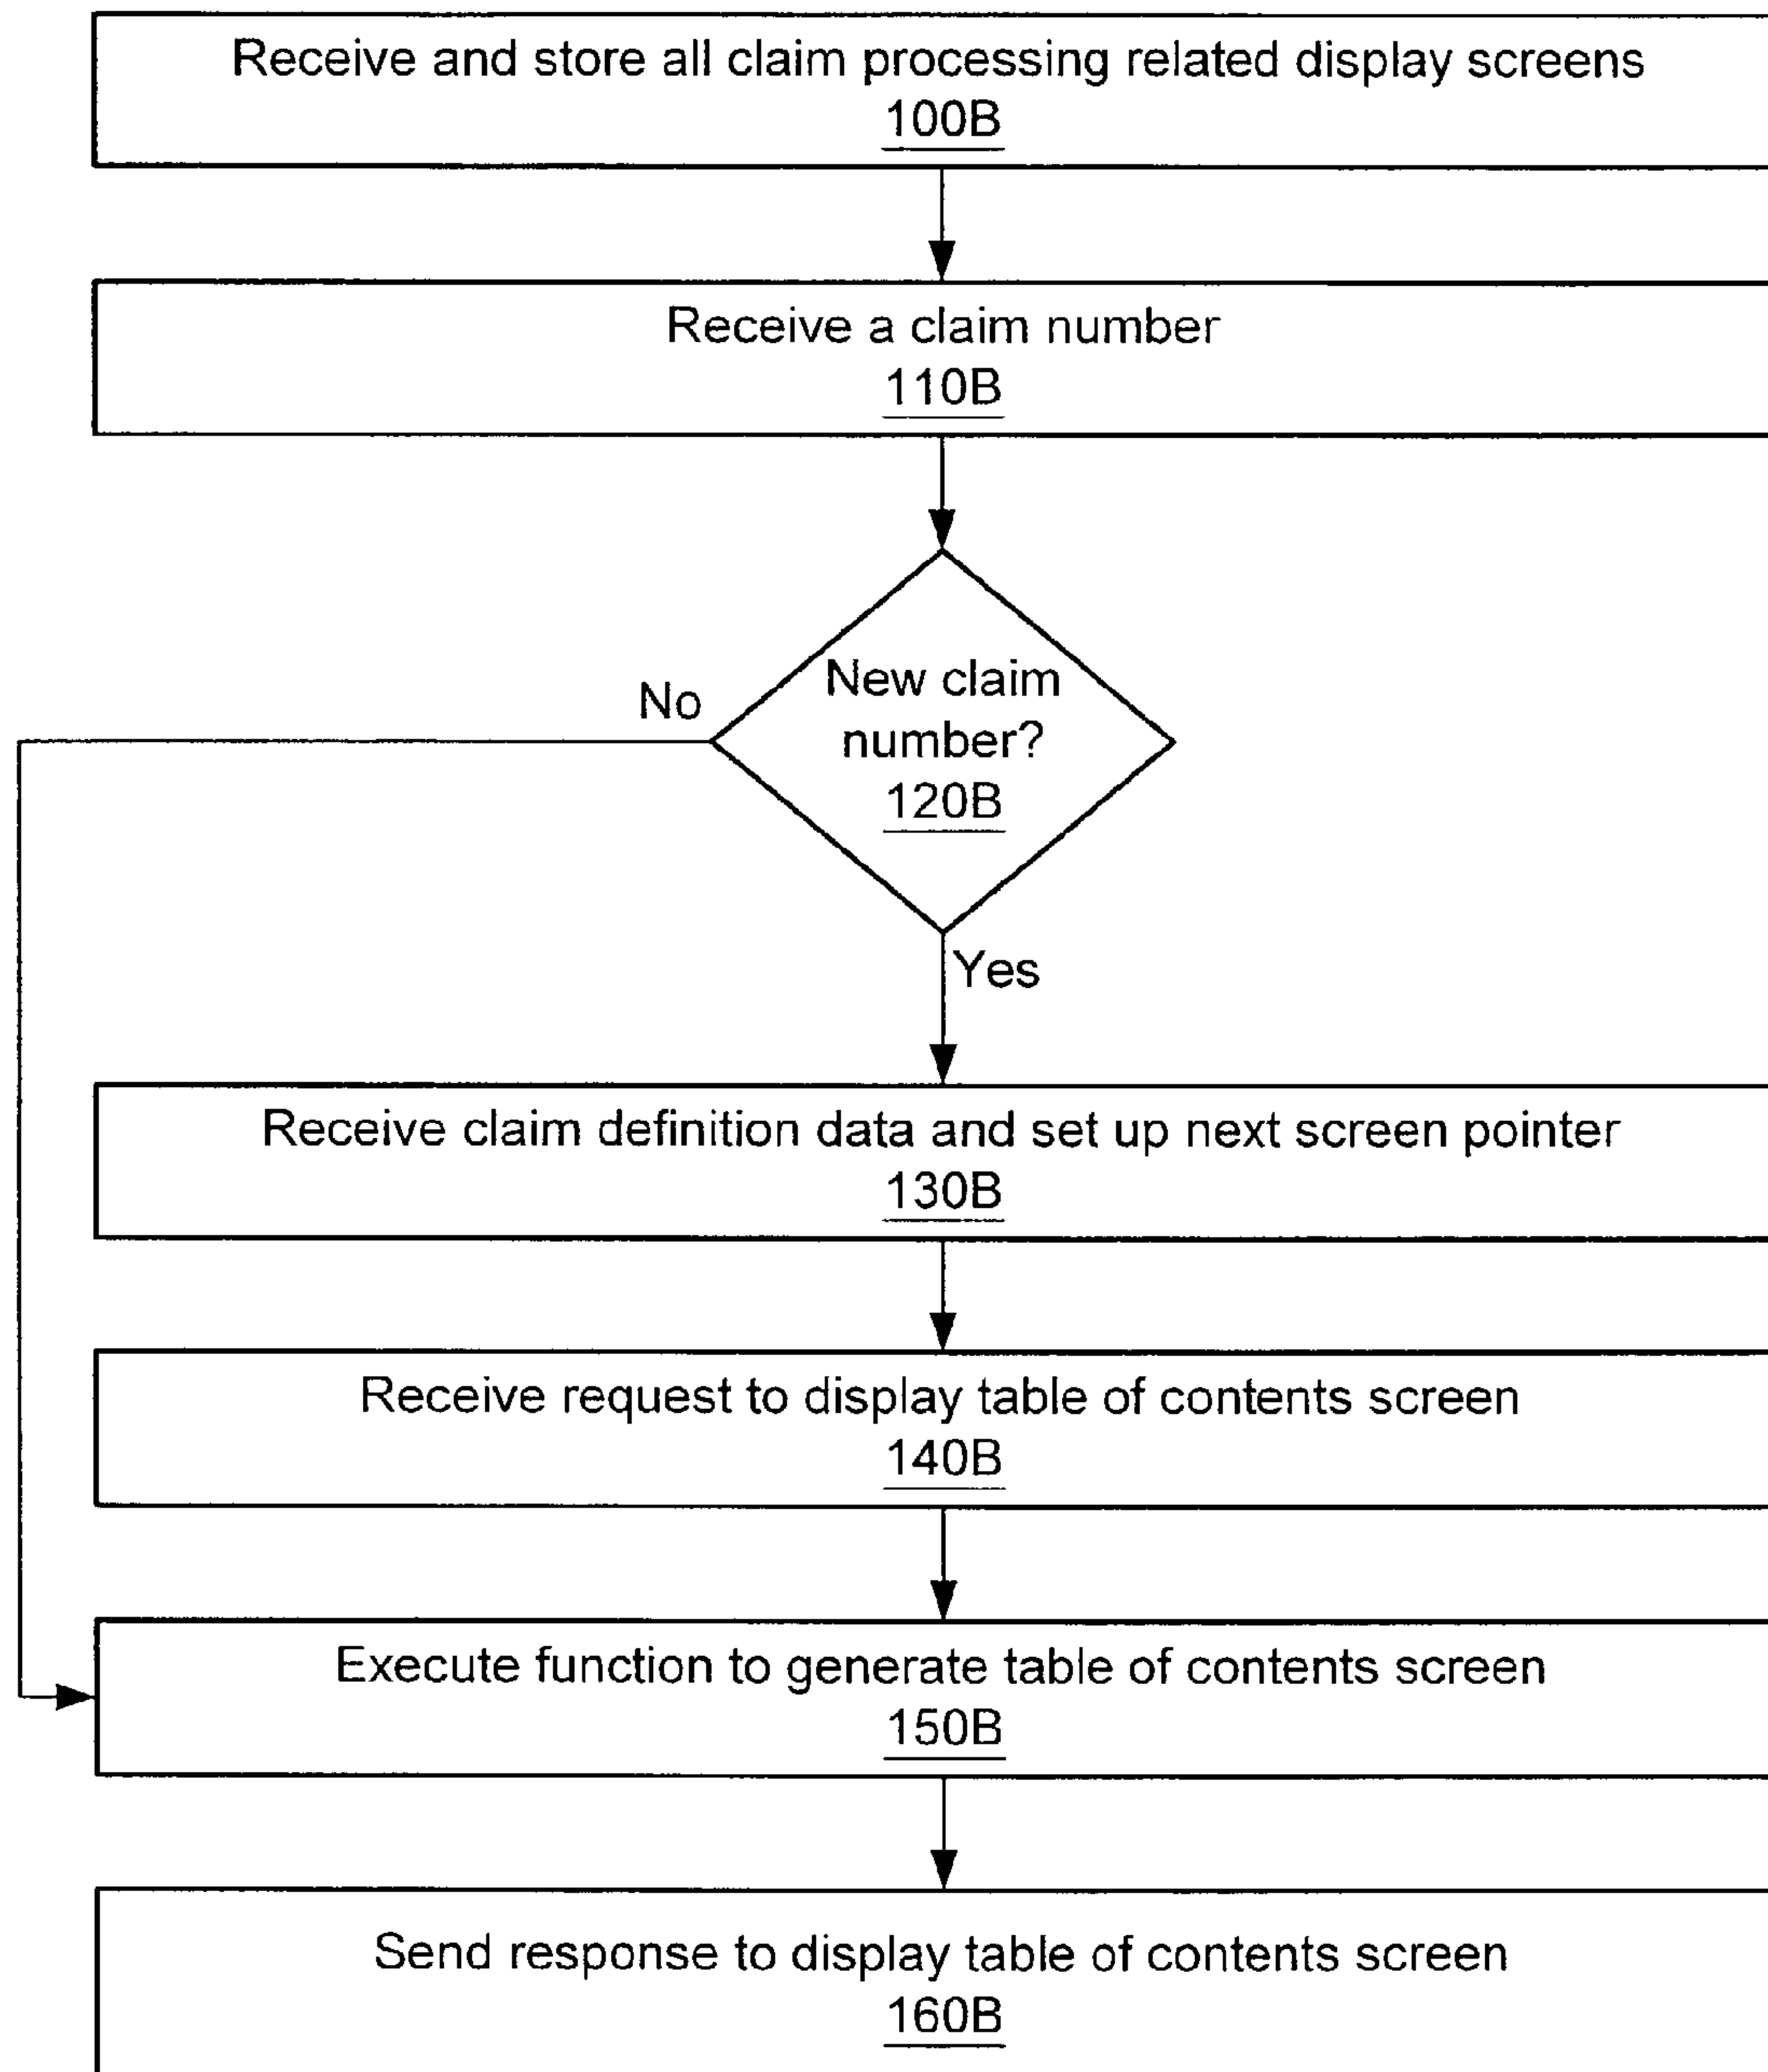 Receive and store all claim processing related display screens
100B
Receive a claim number
110B
New claim
number?
120B
No
Yes
Receive claim definition data and set up next screen pointer
130B
Receive request to display table of contents screen
140B
Execute function to generate table of contents screen
150B
Send response to display table of contents screen
160B